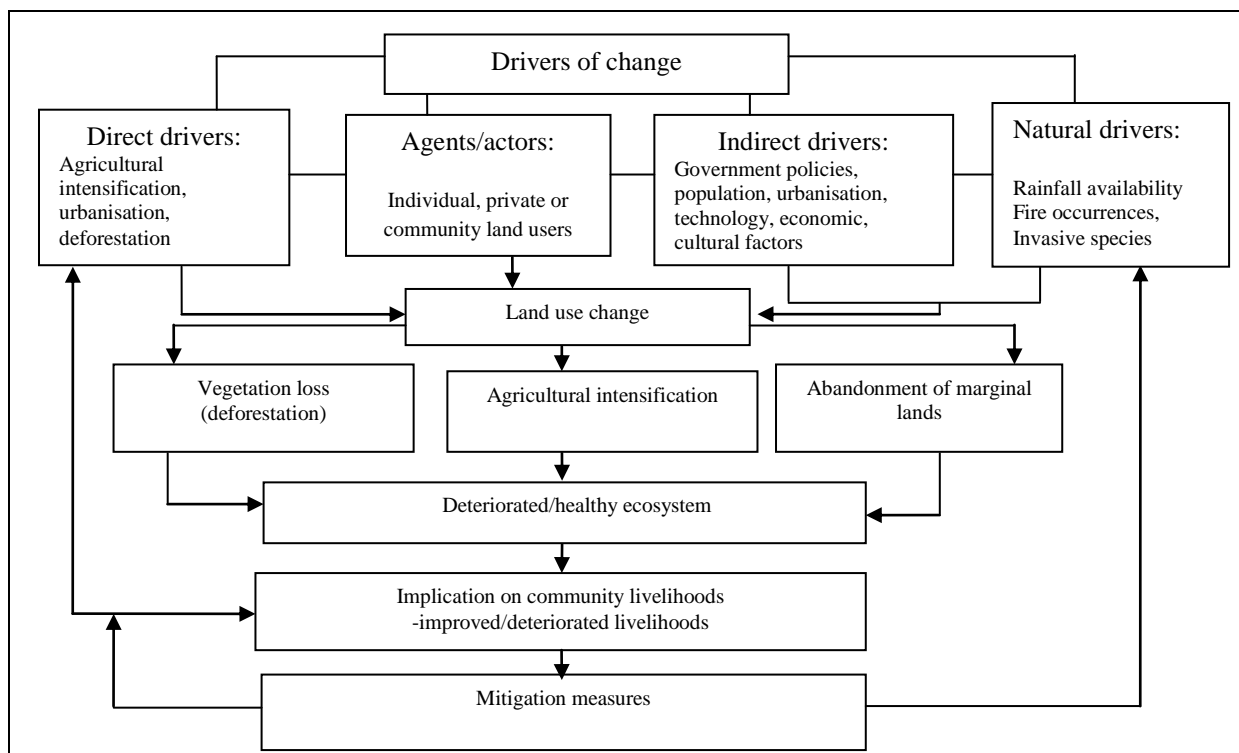 Drivers of change
Direct drivers:
Agricultural
intensification,
urbanisation,
deforestation
Agents/actors:
Individual, private or
community land users
Indirect drivers:
Government policies,
population, urbanisation,
technology, economic,
cultural factors
Natural drivers:
Rainfall availability
Fire occurrences,
Invasive species
Land use change
Vegetation loss
(deforestation)
Agricultural intensification
Abandonment of marginal
lands
Deteriorated/healthy ecosystem
Implication on community livelihoods
-improved/deteriorated livelihoods
Mitigation measures